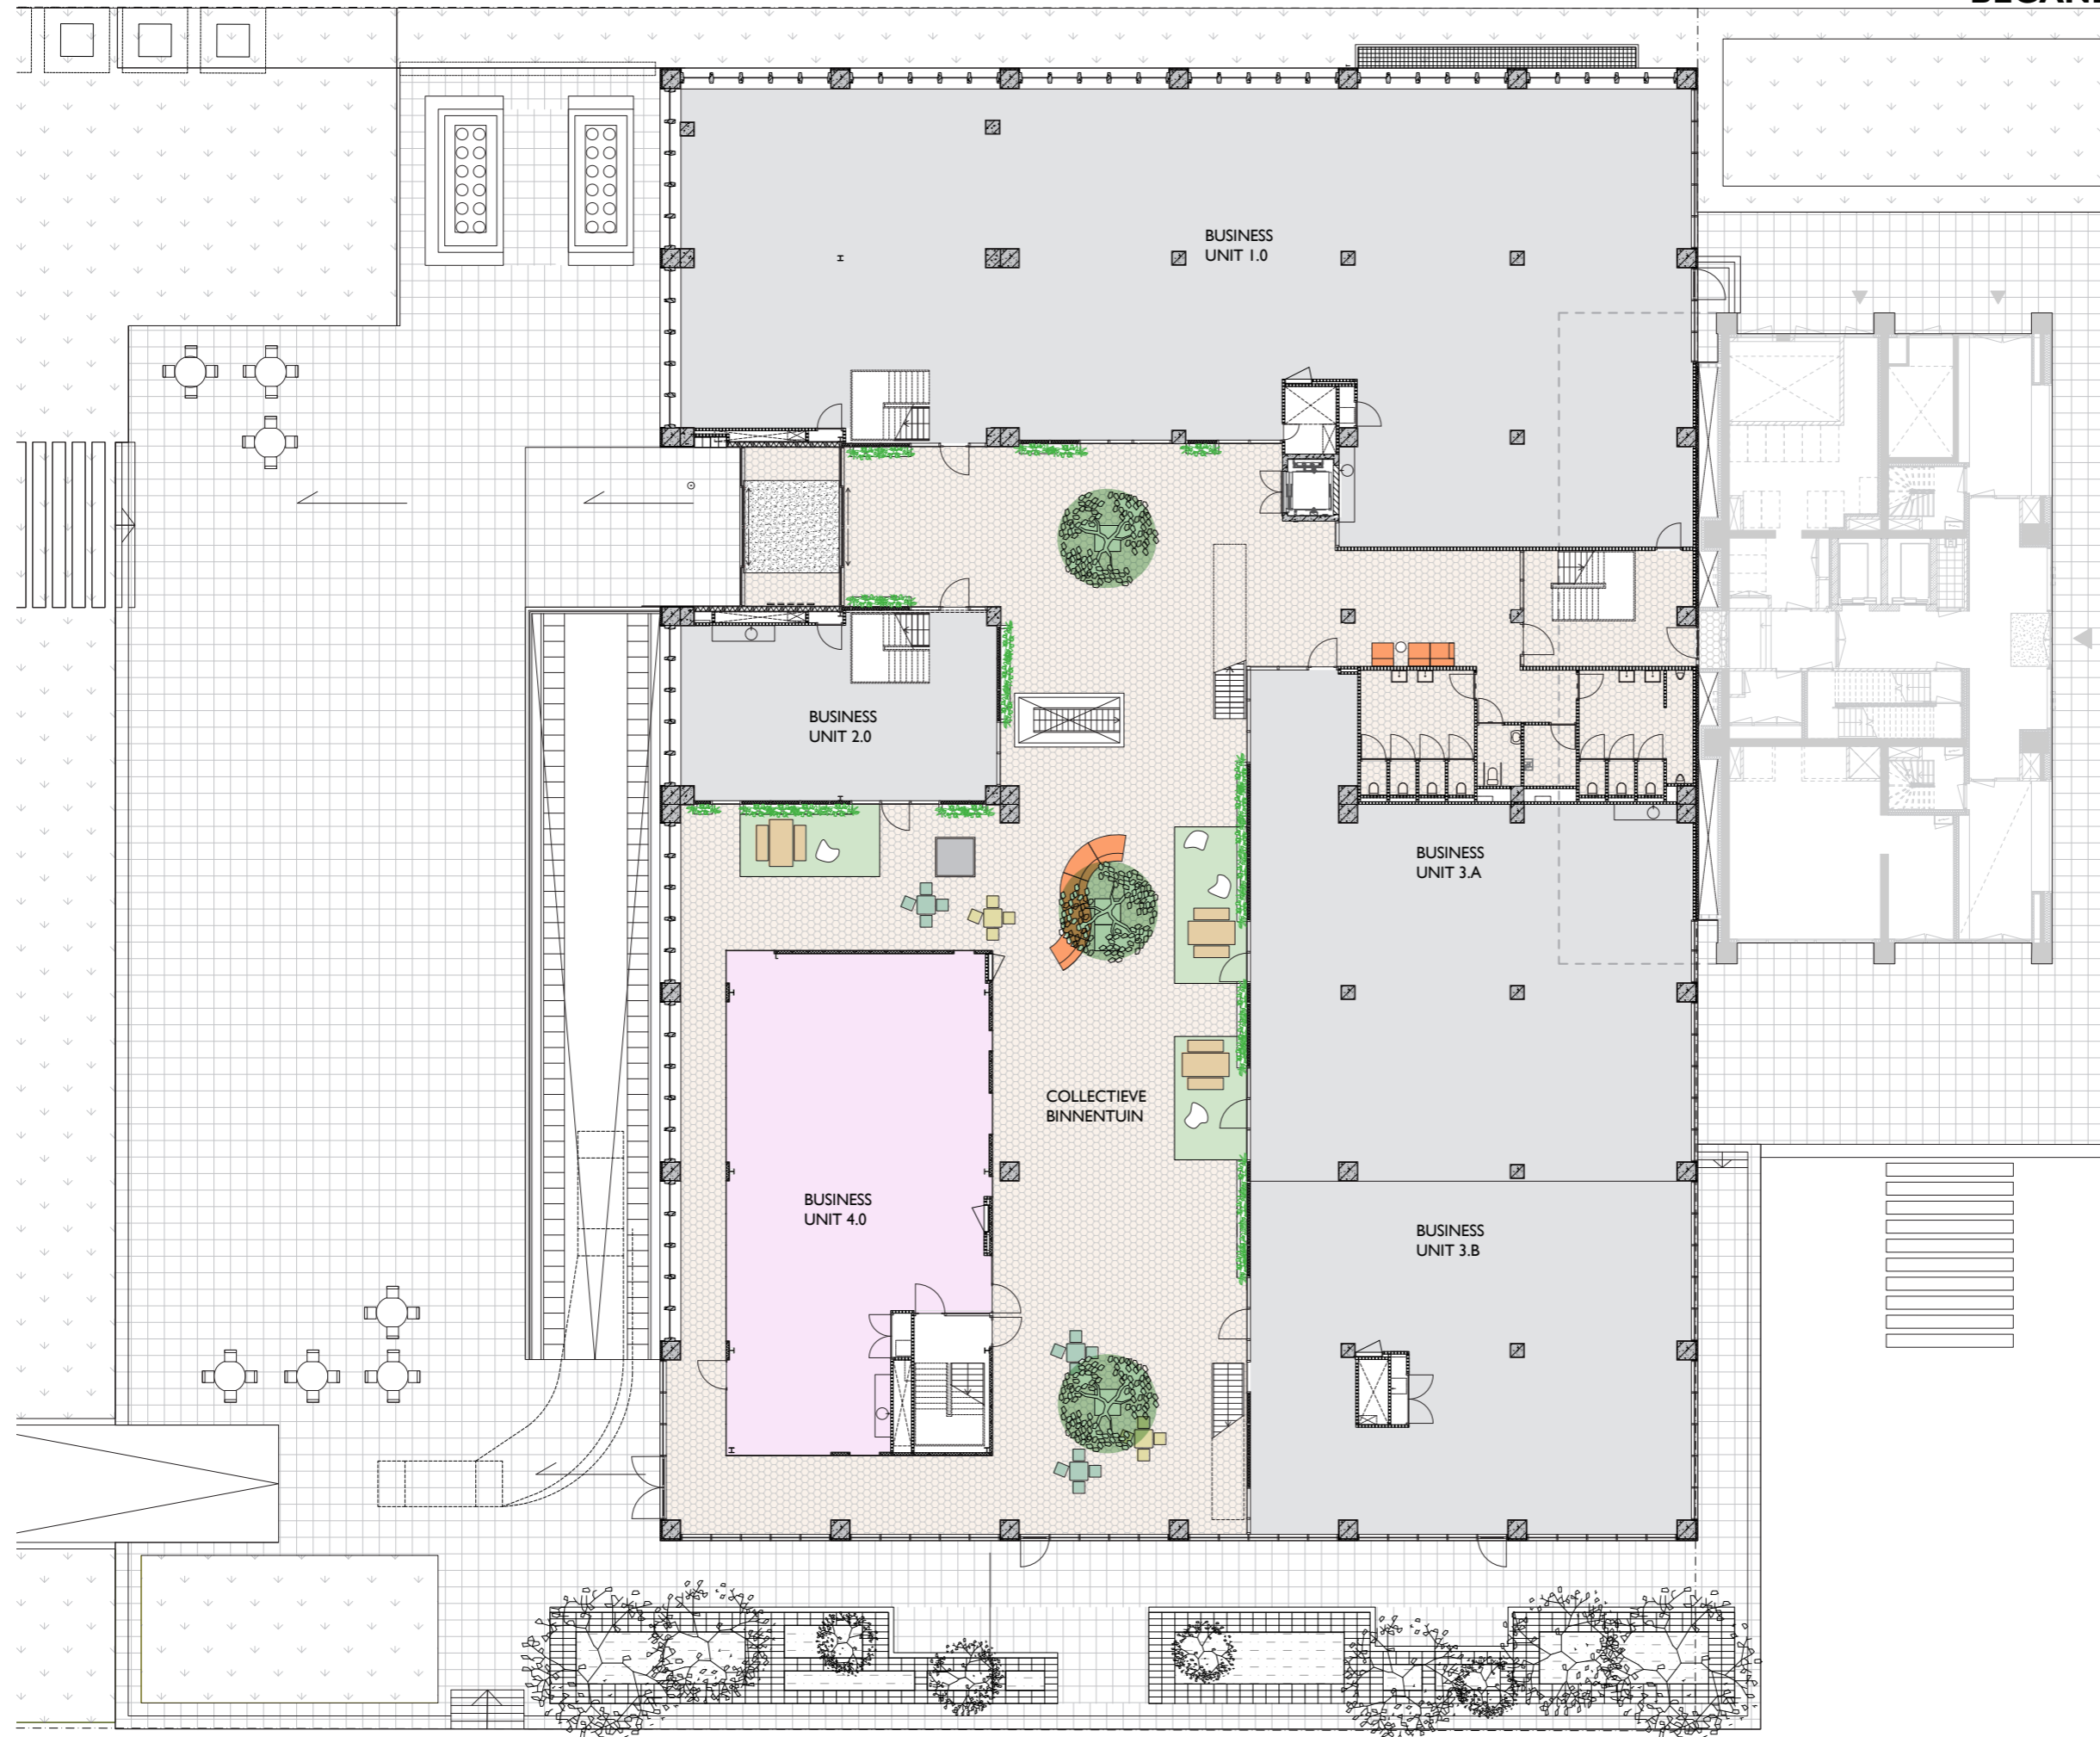 BUSINESS
UNIT 1.0
BUSINESS
UNIT 2.0
BUSINESS
UNIT 3.A
COLLECTIEVE
BINNENTUIN
BUSINESS
UNIT 4.0
BUSINESS
UNIT 3.B